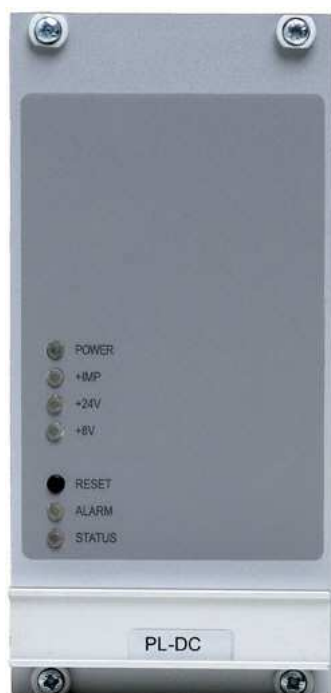 POWER
+IMP
+24V
+8V
RESET
ALARM
STATUS
PL-DC